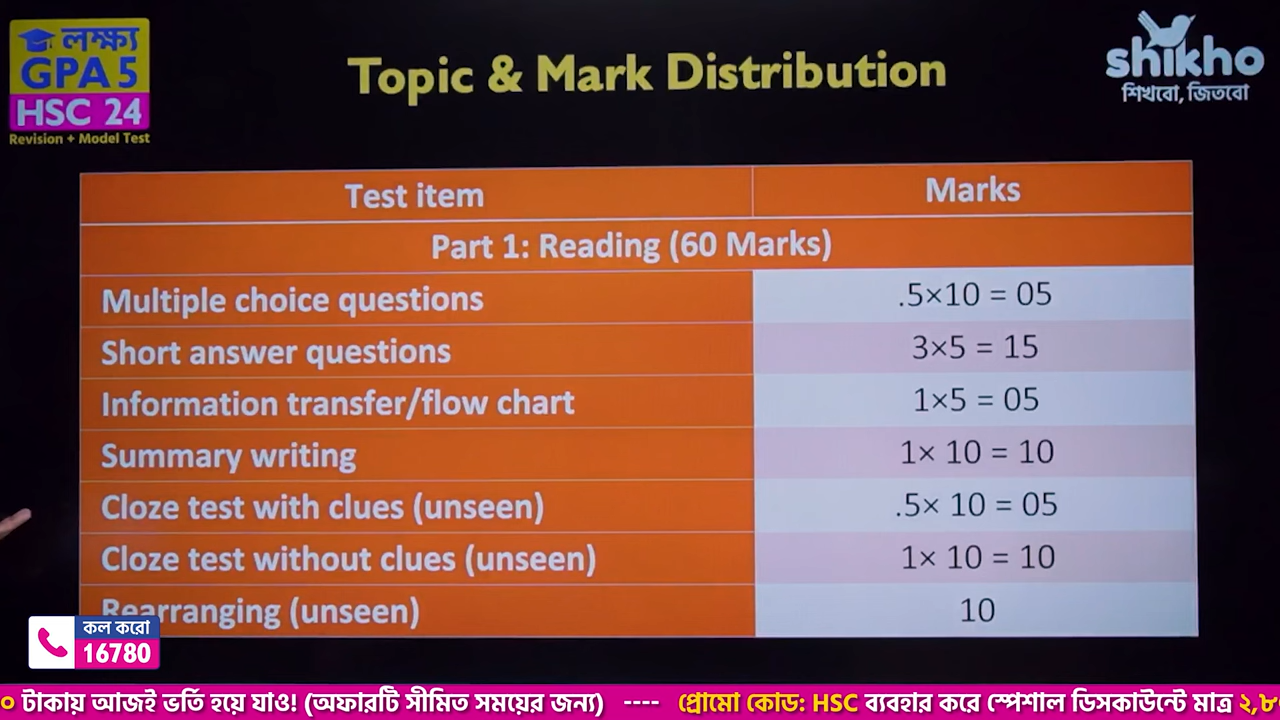 লক্ষ্য
GPA 5
HSC 24
Revision + Model Test
Topic & Mark Distribution
shikho
শিখবো, জিতবো
Test item Marks
Part 1: Reading (60 Marks)
Multiple choice questions .5×10 = 05
Short answer questions 3×5 = 15
Information transfer/flow chart 1×5 = 05
Summary writing 1× 10 = 10
Cloze test with clues (unseen) .5× 10 = 05
Cloze test without clues (unseen) 1× 10 = 10
Rearranging (unseen) 10
কল করো
16780
০ টাকায় আজই ভর্তি হয়ে যাও! (অফারটি সীমিত সময়ের জন্য) ---- প্রোমো কোড: HSC ব্যবহার করে স্পেশাল ডিসকাউন্টে মাত্র ২,৮